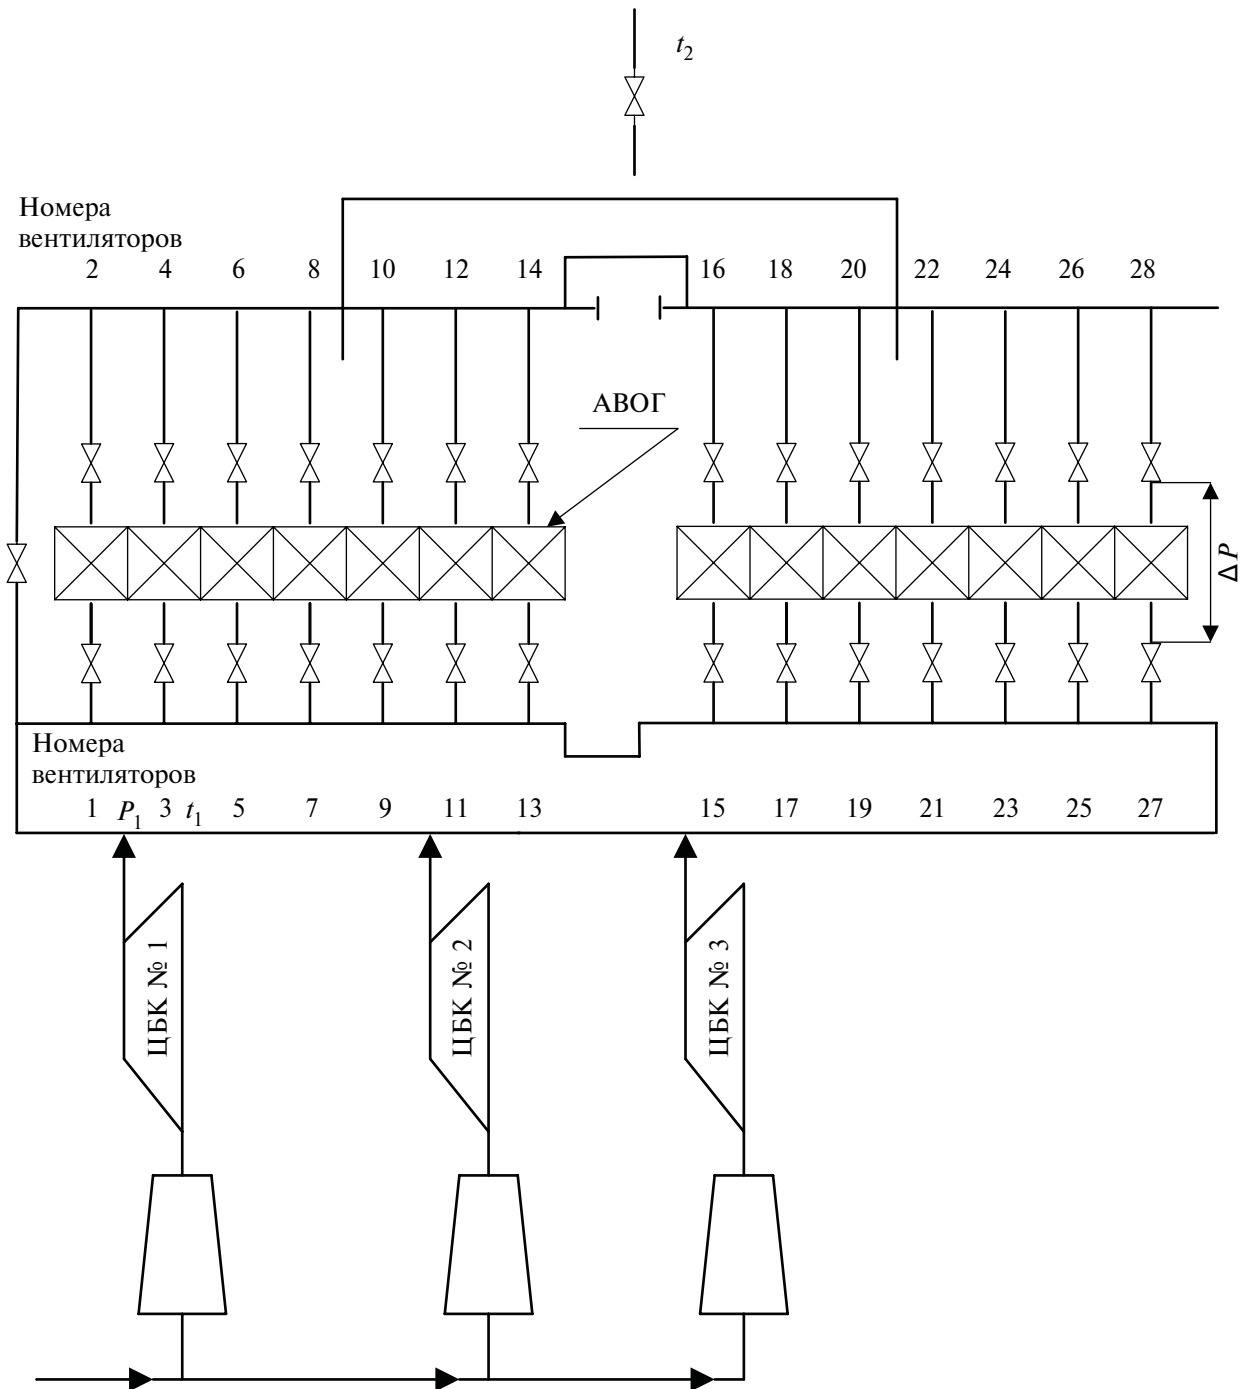 t2
Номера
вентиляторов
2 4 6 8 10 12 14 16 18 20 22 24 26 28
АВОГ
ΔP
Номера
вентиляторов
1 P1 3 t1 5 7 9 11 13 15 17 19 21 23 25 27
ЦБК № 1
ЦБК № 2
ЦБК № 3